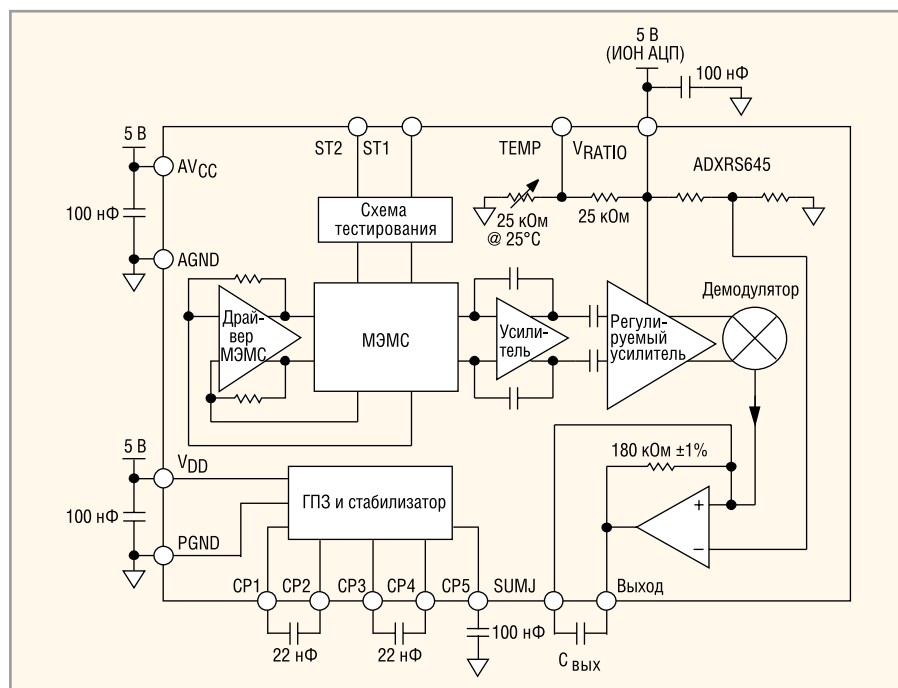 5 В
(ИОН АЦП)
100 нФ
5 В
AVCC
ST2
ST1
TEMP
VRATIO
ADXRS645
100 нФ
Схема
тестирования
25 кОм
@ 25°C
25 кОм
AGND
Драй-
вер
МЭМС
МЭМС
Усили-
тель
Регули-
руемый
усилитель
Демодулятор
5 В
VDD
180 кОм ±1%
100 нФ
ГПЗ и стабилизатор
+
–
PGND
CP1
CP2
CP3
CP4
CP5
SUMJ
Выход
22 нФ
22 нФ
100 нФ
C вых